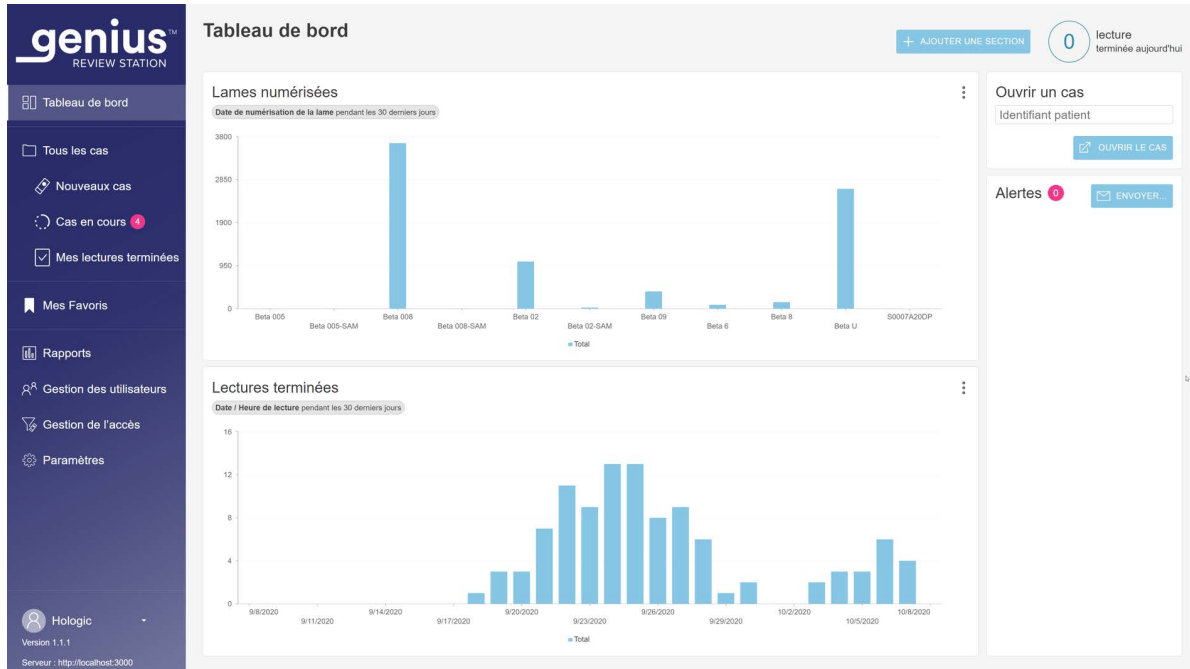 genius™
REVIEW STATION
Tableau de bord
Tous les cas
Nouveaux cas
Cas en cours 4
Mes lectures terminées
Mes Favoris
Rapports
Gestion des utilisateurs
Gestion de l'accès
Paramètres
Hologic
Version 1.1.1
Serveur : http://localhost:3000
Tableau de bord
+ AJOUTER UNE SECTION
0
lecture
terminée aujourd'hui
Lames numérisées
Date de numérisation de la lame pendant les 30 derniers jours
3800
2850
1900
950
0
Beta 005
Beta 005-SAM
Beta 008
Beta 008-SAM
Beta 02
Beta 02-SAM
Beta 09
Beta 6
Beta 8
Beta U
S0007A20DP
Total
Lectures terminées
Date / Heure de lecture pendant les 30 derniers jours
16
12
8
4
0
9/8/2020
9/11/2020
9/14/2020
9/17/2020
9/20/2020
9/23/2020
9/26/2020
9/29/2020
10/2/2020
10/5/2020
10/8/2020
Total
Ouvrir un cas
Identifiant patient
OUVRIR LE CAS
Alertes 0
ENVOYER...